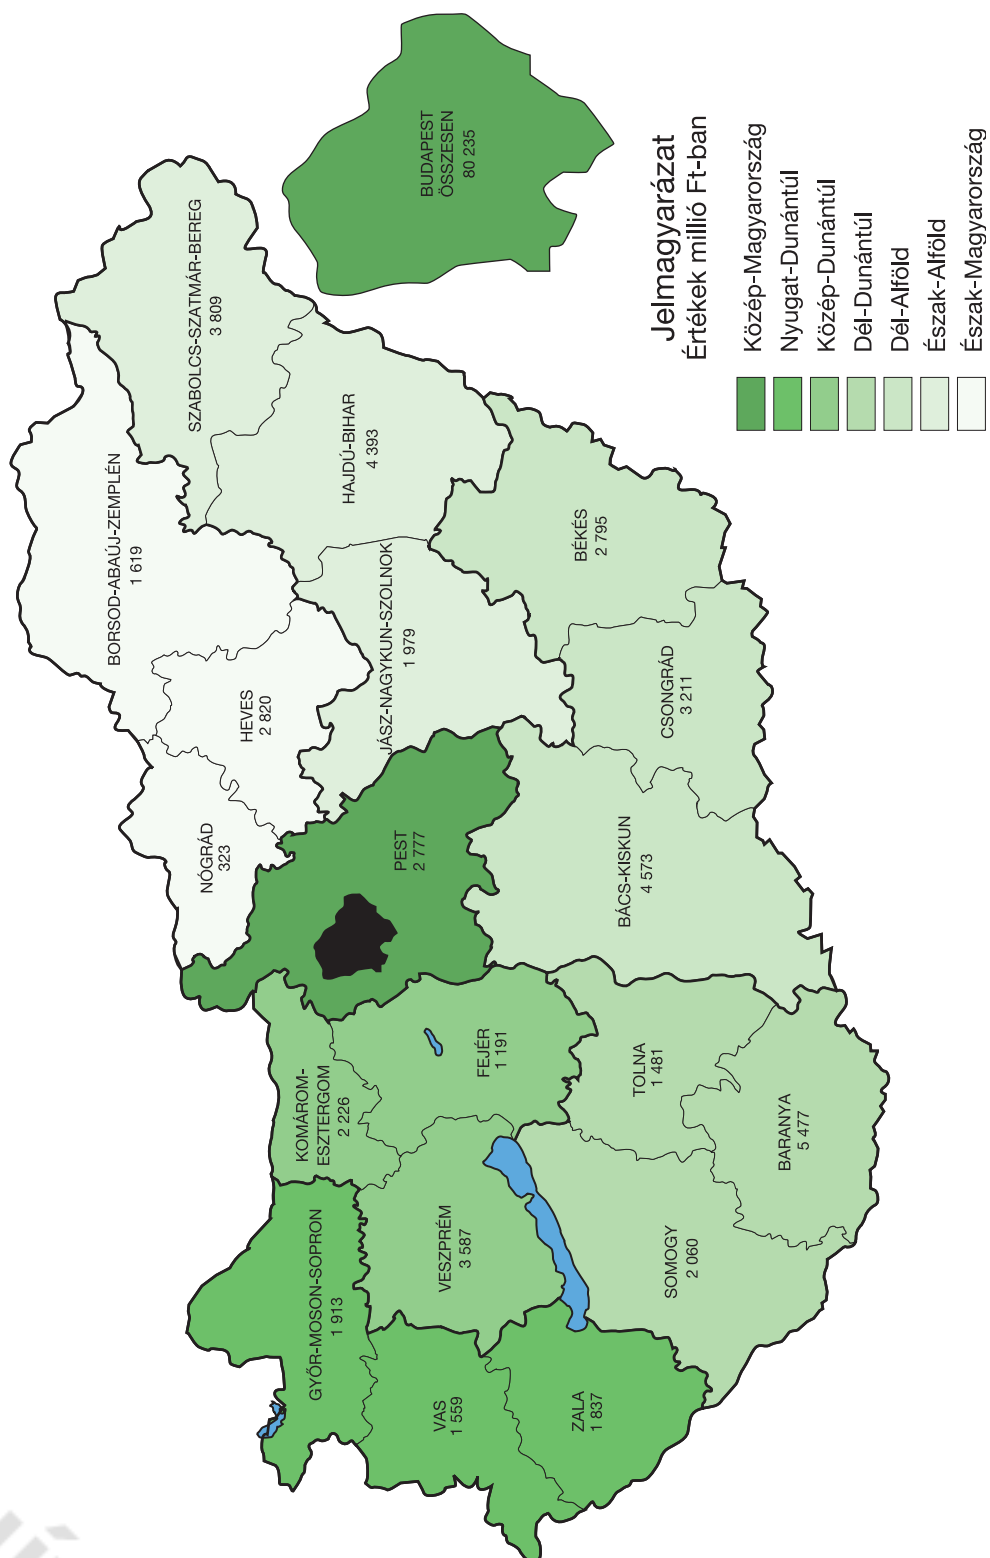 BUDAPEST
ÖSSZESEN
80 235
SZABOLCS-SZATMÁR-BEREG
3 809
BORSOD-ABAÚJ-ZEMPLÉN
1 619
HAJDÚ-BIHAR
4 393
HEVES
2 820
JÁSZ-NAGYKUN-SZOLNOK
1 979
NÓGRÁD
323
PEST
2 777
BÉKÉS
2 795
CSONGRÁD
3 211
BÁCS-KISKUN
4 573
KOMÁROM-
ESZTERGOM
2 226
FEJÉR
1 191
TOLNA
1 481
BARANYA
5 477
GYŐR-MOSON-SOPRON
1 913
VESZPRÉM
3 587
SOMOGY
2 060
VAS
1 559
ZALA
1 837
Jelmagyarázat
Értékek millió Ft-ban
Közép-Magyarország
Nyugat-Dunántúl
Közép-Dunántúl
Dél-Dunántúl
Dél-Alföld
Észak-Alföld
Észak-Magyarország